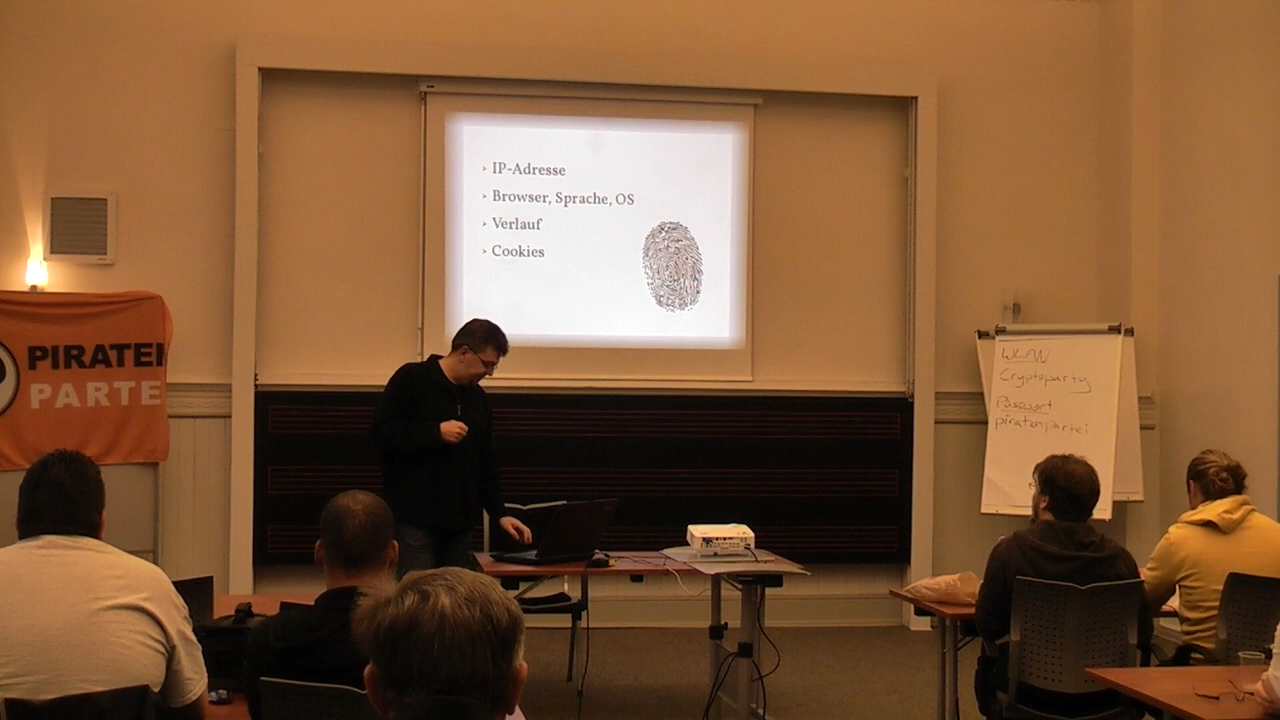 IP-Adresse
Browser, Sprache, OS
Verlauf
Cookies
PIRATEN
PARTE
WLAN
Cryptoparty
Passwort
piratenpartei